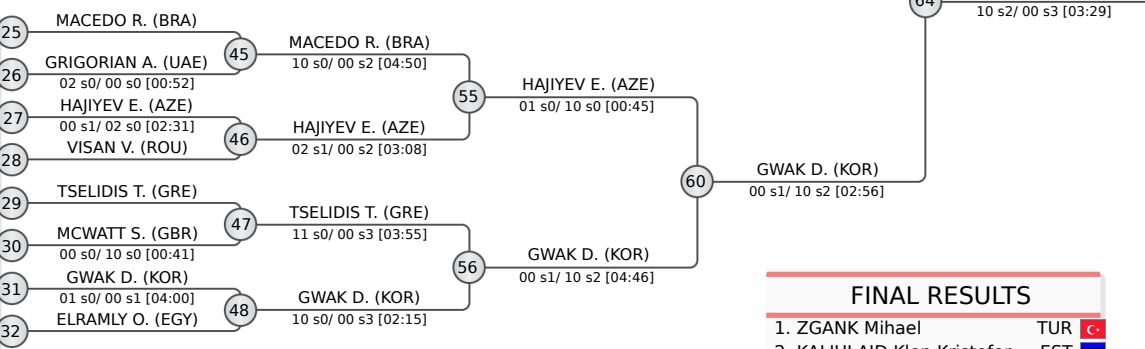 64
10 s2/ 00 s3 [03:29]
25
MACEDO R. (BRA)
45
MACEDO R. (BRA)
10 s0/ 00 s2 [04:50]
26
GRIGORIAN A. (UAE)
02 s0/ 00 s0 [00:52]
55
HAJIYEV E. (AZE)
01 s0/ 10 s0 [00:45]
27
HAJIYEV E. (AZE)
00 s1/ 02 s0 [02:31]
46
HAJIYEV E. (AZE)
02 s1/ 00 s2 [03:08]
28
VISAN V. (ROU)
60
GWAK D. (KOR)
00 s1/ 10 s2 [02:56]
29
TSELIDIS T. (GRE)
47
TSELIDIS T. (GRE)
11 s0/ 00 s3 [03:55]
30
MCWATT S. (GBR)
00 s0/ 10 s0 [00:41]
56
GWAK D. (KOR)
00 s1/ 10 s2 [04:46]
31
GWAK D. (KOR)
01 s0/ 00 s1 [04:00]
48
GWAK D. (KOR)
10 s0/ 00 s3 [02:15]
32
ELRAMLY O. (EGY)
FINAL RESULTS
1. ZGANK Mihael TUR